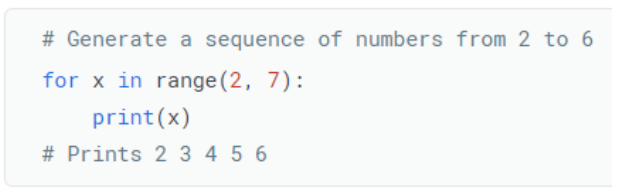 # Generate a sequence of numbers from 2 to 6
for x in range(2, 7):
    print(x)
# Prints 2 3 4 5 6